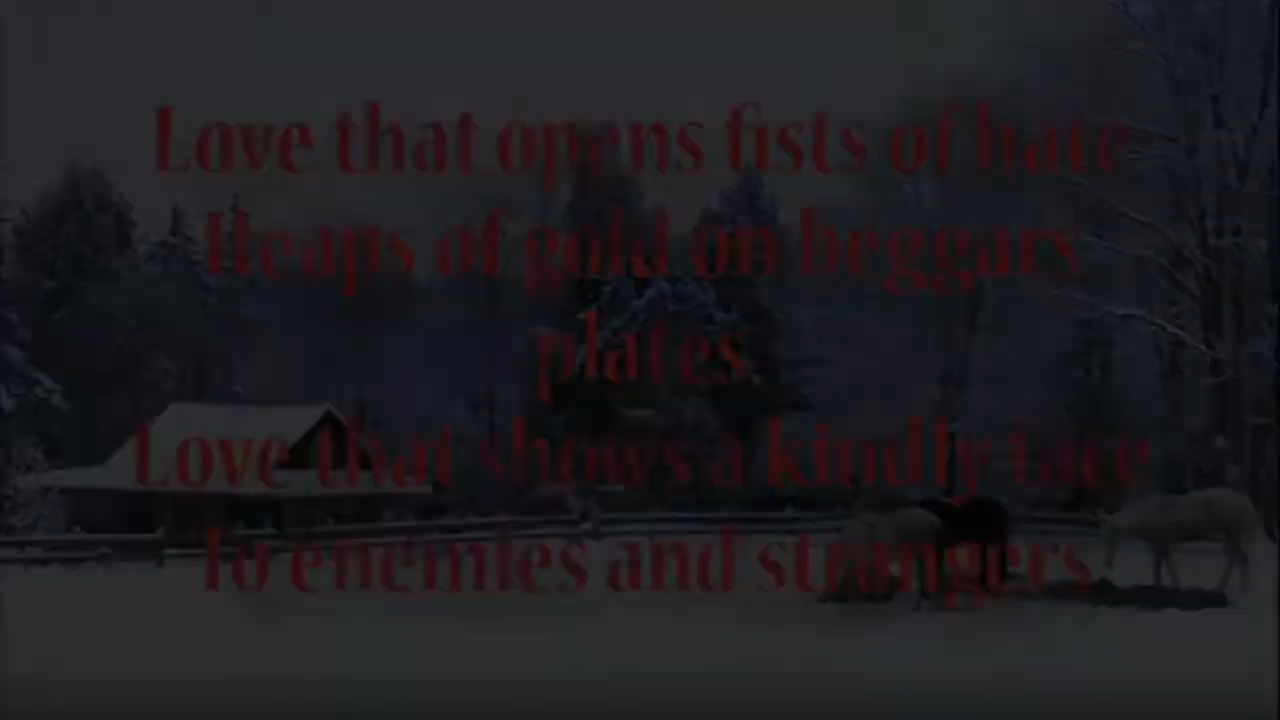 Love that opens fists of hate
Heaps of gold on beggars
plates
Love that shows a kindly face
To enemies and strangers